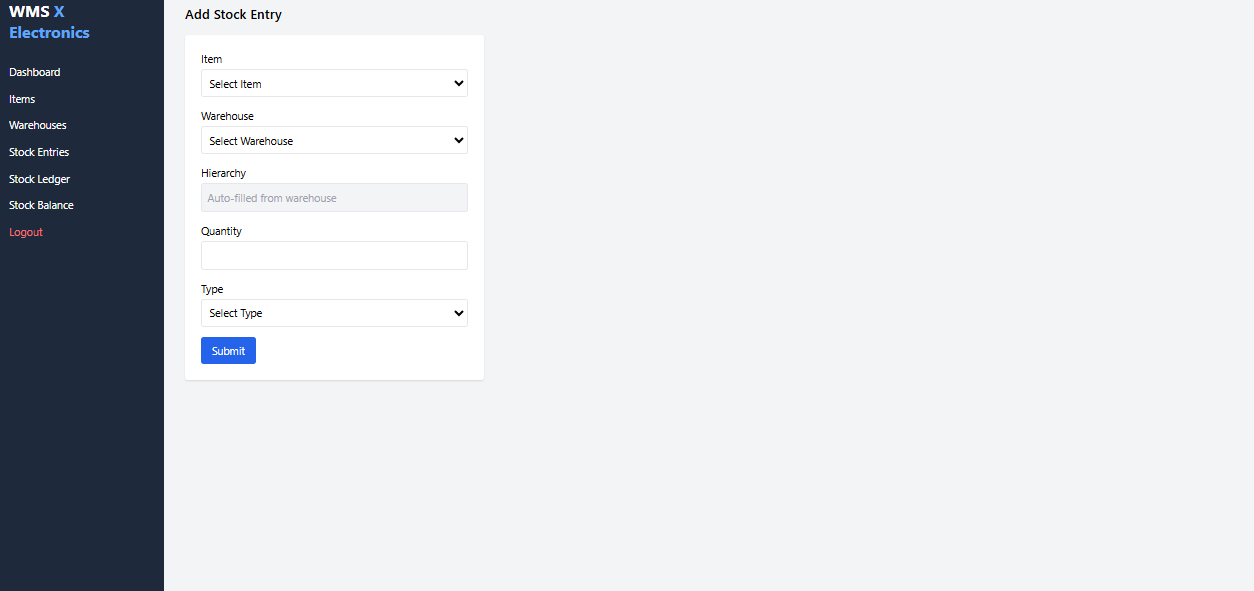 WMS X
Electronics
Dashboard
Items
Warehouses
Stock Entries
Stock Ledger
Stock Balance
Logout
Add Stock Entry
Item
Select Item
Warehouse
Select Warehouse
Hierarchy
Auto-filled from warehouse
Quantity
Type
Select Type
Submit